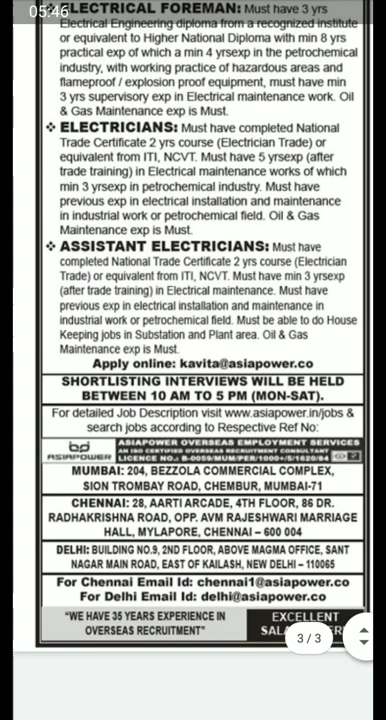 05:46
❖ ELECTRICAL FOREMAN: Must have 3 yrs
Electrical Engineering diploma from a recognized institute
or equivalent to Higher National Diploma with min 8 yrs
practical exp of which a min 4 yrsexp in the petrochemical
industry, with working practice of hazardous areas and
flameproof / explosion proof equipment, must have min
3 yrs supervisory exp in Electrical maintenance work. Oil
& Gas Maintenance exp is Must.
❖ ELECTRICIANS: Must have completed National
Trade Certificate 2 yrs course (Electrician Trade) or
equivalent from ITI, NCVT. Must have 5 yrsexp (after
trade training) in Electrical maintenance works of which
min 3 yrsexp in petrochemical industry. Must have
previous exp in electrical installation and maintenance
in industrial work or petrochemical field. Oil & Gas
Maintenance exp is Must.
❖ ASSISTANT ELECTRICIANS: Must have
completed National Trade Certificate 2 yrs course (Electrician
Trade) or equivalent from ITI, NCVT. Must have min 3 yrsexp
(after trade training) in Electrical maintenance. Must have
previous exp in electrical installation and maintenance in
industrial work or petrochemical field. Must be able to do House
Keeping jobs in Substation and Plant area. Oil & Gas
Maintenance exp is Must.
Apply online: kavita@asiapower.co
SHORTLISTING INTERVIEWS WILL BE HELD
BETWEEN 10 AM TO 5 PM (MON-SAT).
For detailed Job Description visit www.asiapower.in/jobs &
search jobs according to Respective Ref No:
ASIAPOWER
ASIAPOWER OVERSEAS EMPLOYMENT SERVICES
AN ISO CERTIFIED OVERSEAS RECRUITMENT CONSULTANT
LICENCE NO.: B-0059/MUM/PER/1000+/5/1020/84
MUMBAI: 204, BEZZOLA COMMERCIAL COMPLEX,
SION TROMBAY ROAD, CHEMBUR, MUMBAI-71
CHENNAI: 28, AARTI ARCADE, 4TH FLOOR, 86 DR.
RADHAKRISHNA ROAD, OPP. AVM RAJESHWARI MARRIAGE
HALL, MYLAPORE, CHENNAI – 600 004
DELHI: BUILDING NO.9, 2ND FLOOR, ABOVE MAGMA OFFICE, SANT
NAGAR MAIN ROAD, EAST OF KAILASH, NEW DELHI – 110065
For Chennai Email Id: chennai1@asiapower.co
For Delhi Email Id: delhi@asiapower.co
"WE HAVE 35 YEARS EXPERIENCE IN
OVERSEAS RECRUITMENT"
EXCELLENT
3/3